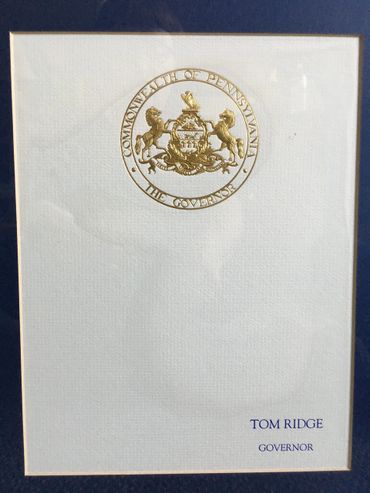 COMMONWEALTH OF PENNSYLVANIA
THE GOVERNOR
TOM RIDGE
GOVERNOR